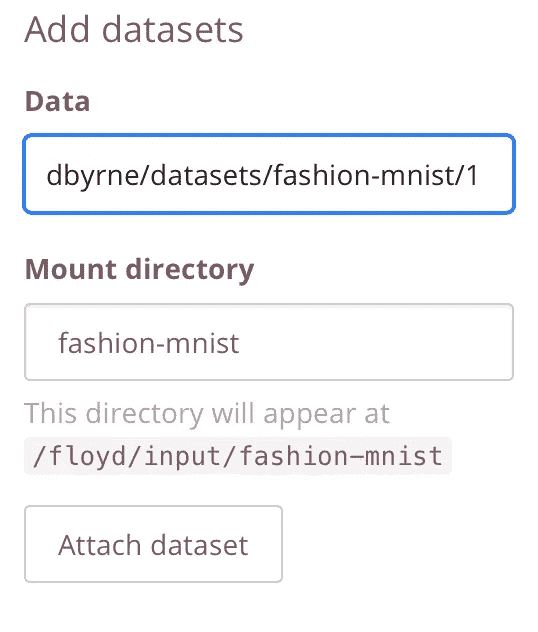 Add datasets
Data
dbyrne/datasets/fashion-mnist/1
Mount directory
fashion-mnist
This directory will appear at
/floyd/input/fashion-mnist
Attach dataset